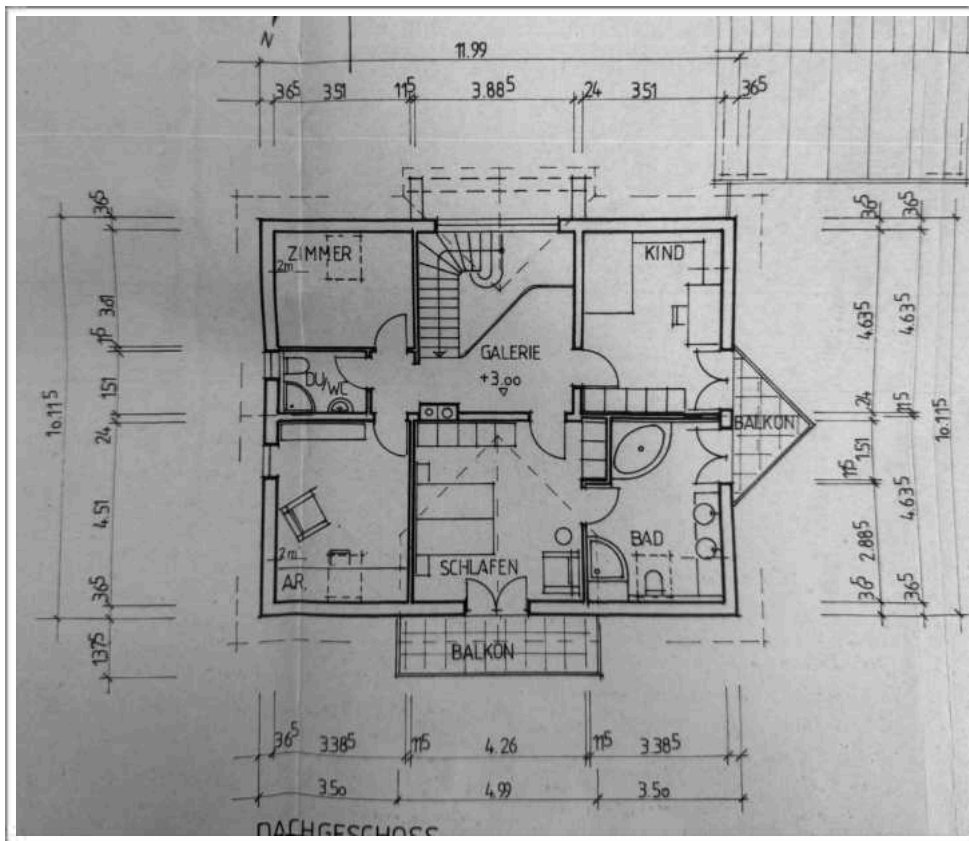 N
11.99
36⁵ 3.51 11⁵ 3.88⁵ 24 3.51 36⁵
ZIMMER
2m
KIND
DU/WC
GALERIE
+3.00
BALKON
BAD
SCHLAFEN
2m
AR.
BALKON
36⁵
3.61
11⁵
1.51
24
4.51
36⁵
1.37⁵
10.11⁵
36⁵
4.63⁵
24
1.51
11⁵
2.88⁵
36⁵
36⁵
4.63⁵
11⁵
4.63⁵
36⁵
10.11⁵
36⁵ 3.38⁵ 11⁵ 4.26 11⁵ 3.38⁵
3.50 4.99 3.50
DACHGESCHOSS